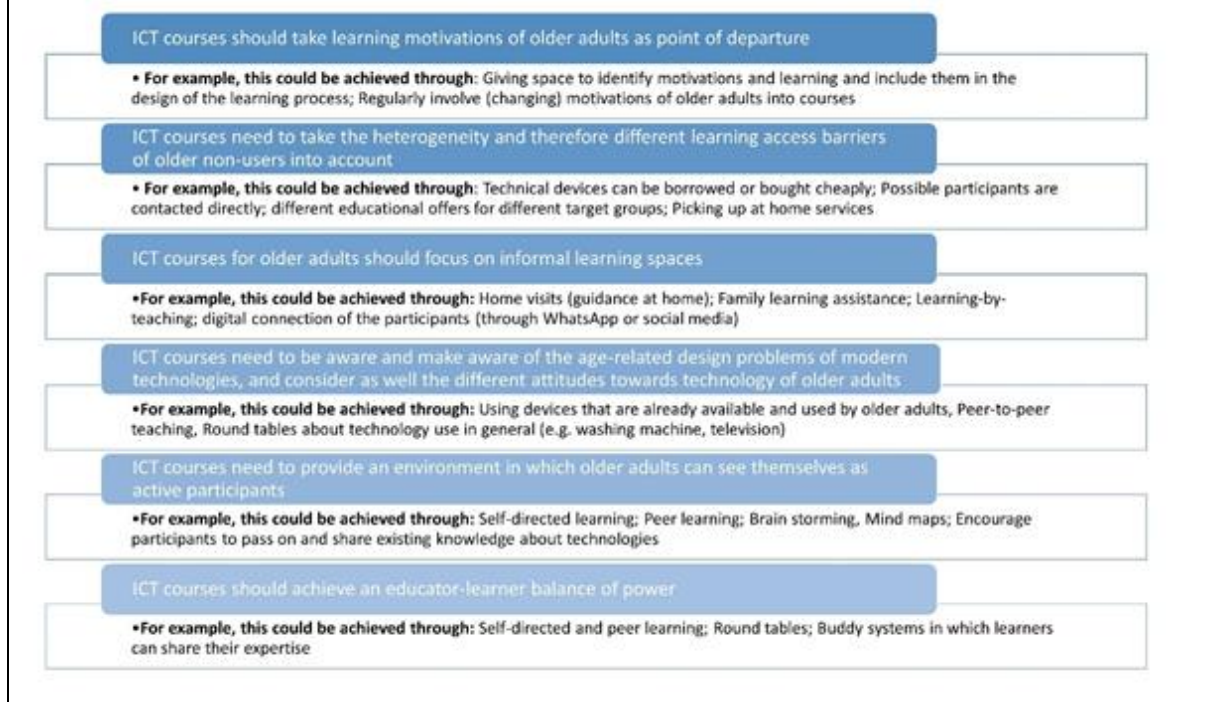 ICT courses should take learning motivations of older adults as point of departure
• For example, this could be achieved through: Giving space to identify motivations and learning and include them in the
design of the learning process; Regularly involve (changing) motivations of older adults into courses
ICT courses need to take the heterogeneity and therefore different learning access barriers
of older non-users into account
• For example, this could be achieved through: Technical devices can be borrowed or bought cheaply; Possible participants are
contacted directly; different educational offers for different target groups; Picking up at home services
ICT courses for older adults should focus on informal learning spaces
•For example, this could be achieved through: Home visits (guidance at home); Family learning assistance; Learning-by-
teaching; digital connection of the participants (through WhatsApp or social media)
ICT courses need to be aware and make aware of the age-related design problems of modern
technologies, and consider as well the different attitudes towards technology of older adults
•For example, this could be achieved through: Using devices that are already available and used by older adults, Peer-to-peer
teaching, Round tables about technology use in general (e.g. washing machine, television)
ICT courses need to provide an environment in which older adults can see themselves as
active participants
•For example, this could be achieved through: Self-directed learning; Peer learning; Brain storming, Mind maps; Encourage
participants to pass on and share existing knowledge about technologies
ICT courses should achieve an educator-learner balance of power
•For example, this could be achieved through: Self-directed and peer learning; Round tables; Buddy systems in which learners
can share their expertise